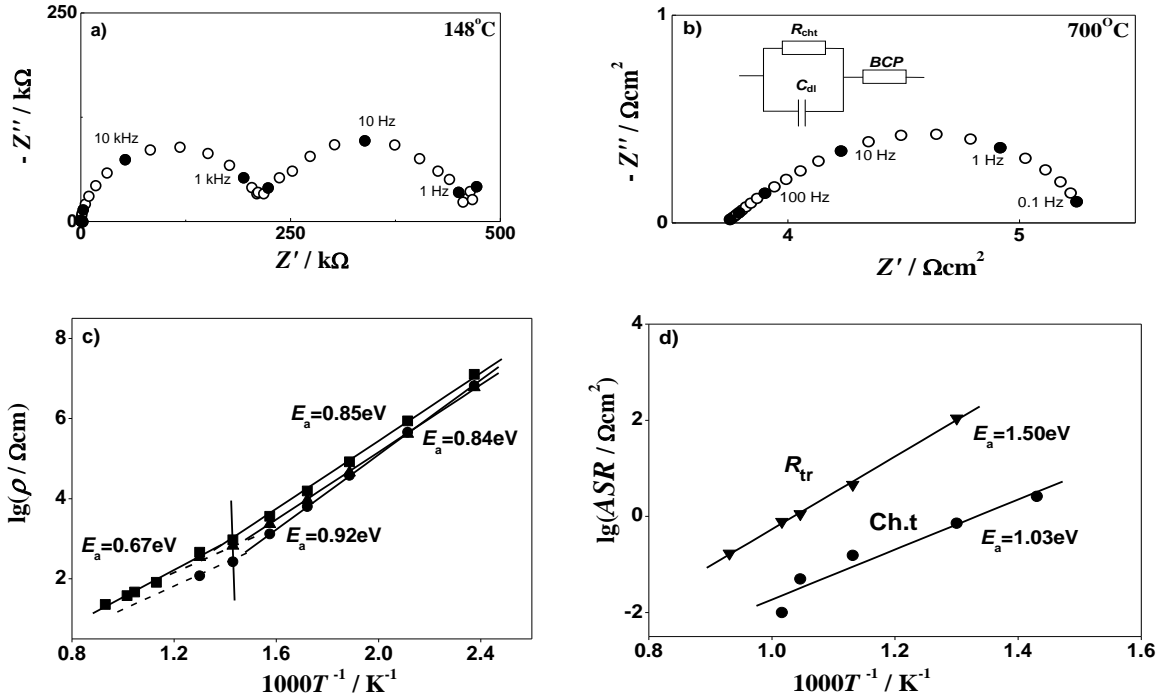 a)
148°C
250
0
0
250
500
- Z'' / kΩ
Z' / kΩ
10 kHz
1 kHz
10 Hz
1 Hz
b)
700°C
1
0
4
5
- Z'' / Ωcm²
Z' / Ωcm²
R_cht
C_dl
BCP
100 Hz
10 Hz
1 Hz
0.1 Hz
c)
8
6
4
2
0.8
1.2
1.6
2.0
2.4
lg(ρ / Ωcm)
1000T⁻¹ / K⁻¹
E_a=0.85eV
E_a=0.84eV
E_a=0.67eV
E_a=0.92eV
d)
4
2
0
-2
0.8
1.0
1.2
1.4
1.6
lg(ASR / Ωcm²)
1000T⁻¹ / K⁻¹
R_tr
E_a=1.50eV
Ch.t
E_a=1.03eV